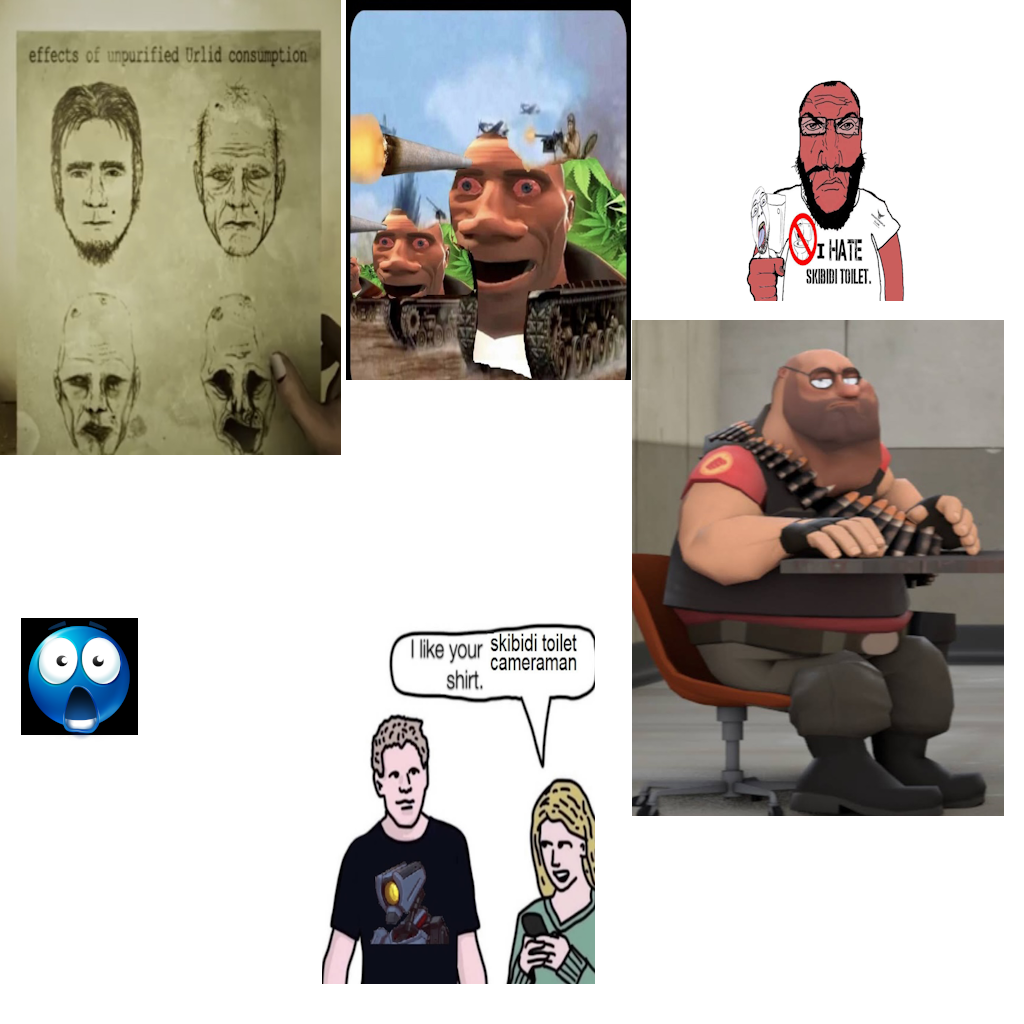 effects of unpurified Urlid consumption
I HATE
SKIBIDI TOILET.
I like your skibidi toilet
cameraman
shirt.